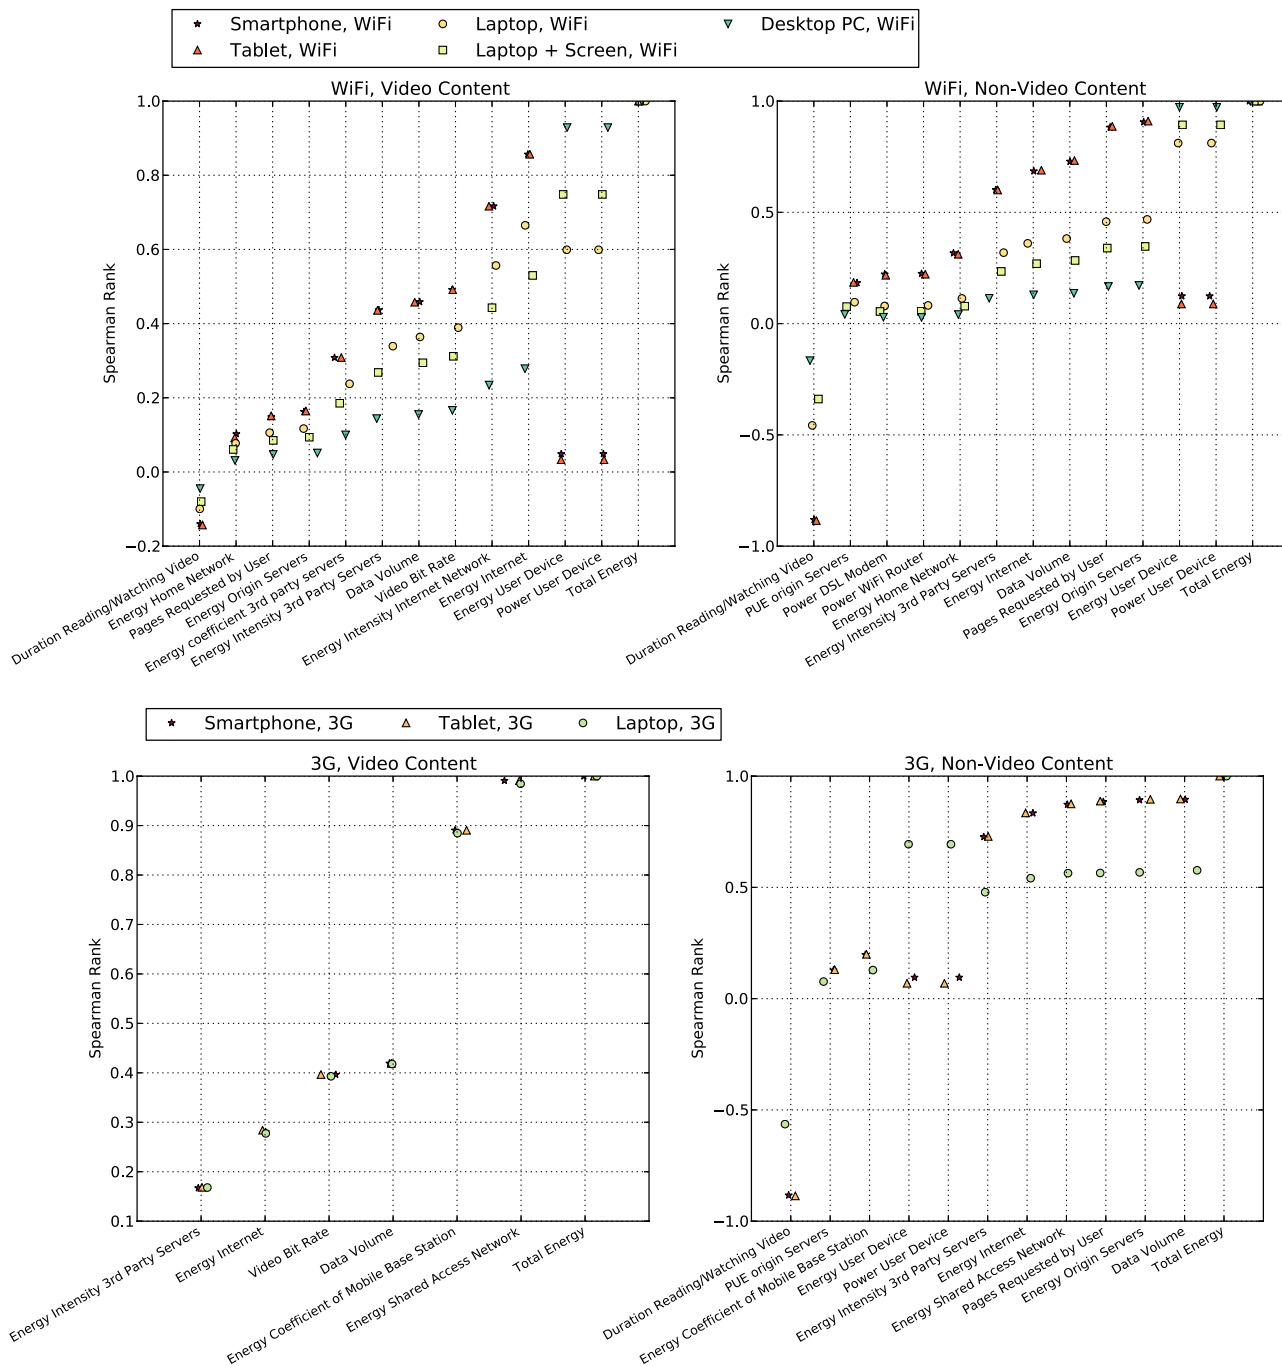 Smartphone, WiFi
Laptop, WiFi
Desktop PC, WiFi
Tablet, WiFi
Laptop + Screen, WiFi
WiFi, Video Content
1.0
0.8
0.6
0.4
0.2
0.0
−0.2
Spearman Rank
Duration Reading/Watching Video
Energy Home Network
Pages Requested by User
Energy Origin Servers
Energy coefficient 3rd party servers
Energy Intensity 3rd Party Servers
Data Volume
Video Bit Rate
Energy Intensity Internet Network
Energy Internet
Energy User Device
Power User Device
Total Energy
WiFi, Non-Video Content
1.0
0.5
0.0
−0.5
−1.0
Spearman Rank
Duration Reading/Watching Video
PUE origin Servers
Power DSL Modem
Power WiFi Router
Energy Home Network
Energy Intensity 3rd Party Servers
Energy Internet
Data Volume
Pages Requested by User
Energy Origin Servers
Energy User Device
Power User Device
Total Energy
Smartphone, 3G
Tablet, 3G
Laptop, 3G
3G, Video Content
1.0
0.9
0.8
0.7
0.6
0.5
0.4
0.3
0.2
0.1
Spearman Rank
Energy Intensity 3rd Party Servers
Energy Internet
Video Bit Rate
Data Volume
Energy Coefficient of Mobile Base Station
Energy Shared Access Network
Total Energy
3G, Non-Video Content
1.0
0.5
0.0
−0.5
−1.0
Spearman Rank
Duration Reading/Watching Video
PUE origin Servers
Energy Coefficient of Mobile Base Station
Energy User Device
Power User Device
Energy Intensity 3rd Party Servers
Energy Internet
Energy Shared Access Network
Pages Requested by User
Energy Origin Servers
Data Volume
Total Energy